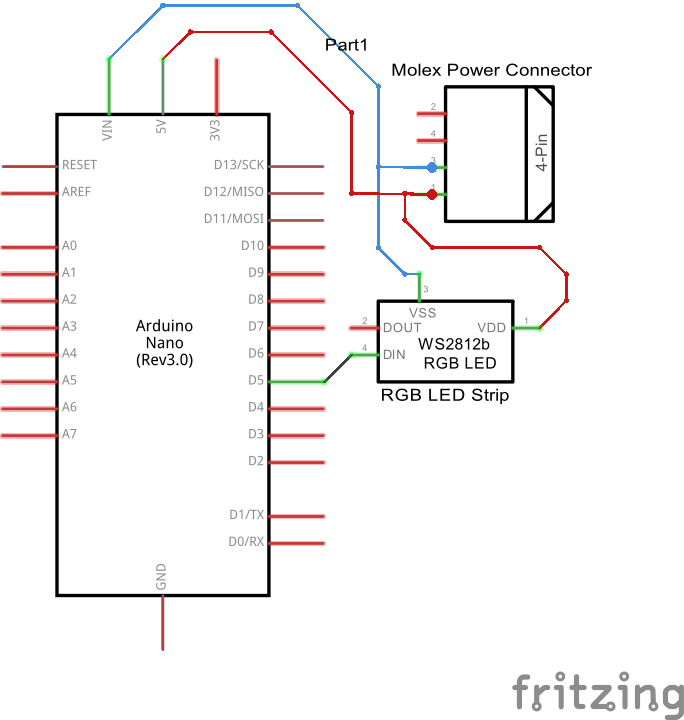 Part1
Molex Power Connector
VIN
5V
3V3
2
4
3
1
4-Pin
RESET
AREF
A0
A1
A2
A3
A4
A5
A6
A7
D13/SCK
D12/MISO
D11/MOSI
D10
D9
D8
D7
D6
D5
D4
D3
D2
D1/TX
D0/RX
GND
Arduino
Nano
(Rev3.0)
3
VSS
2
DOUT
VDD
1
WS2812b
4
DIN
RGB LED
RGB LED Strip
fritzing